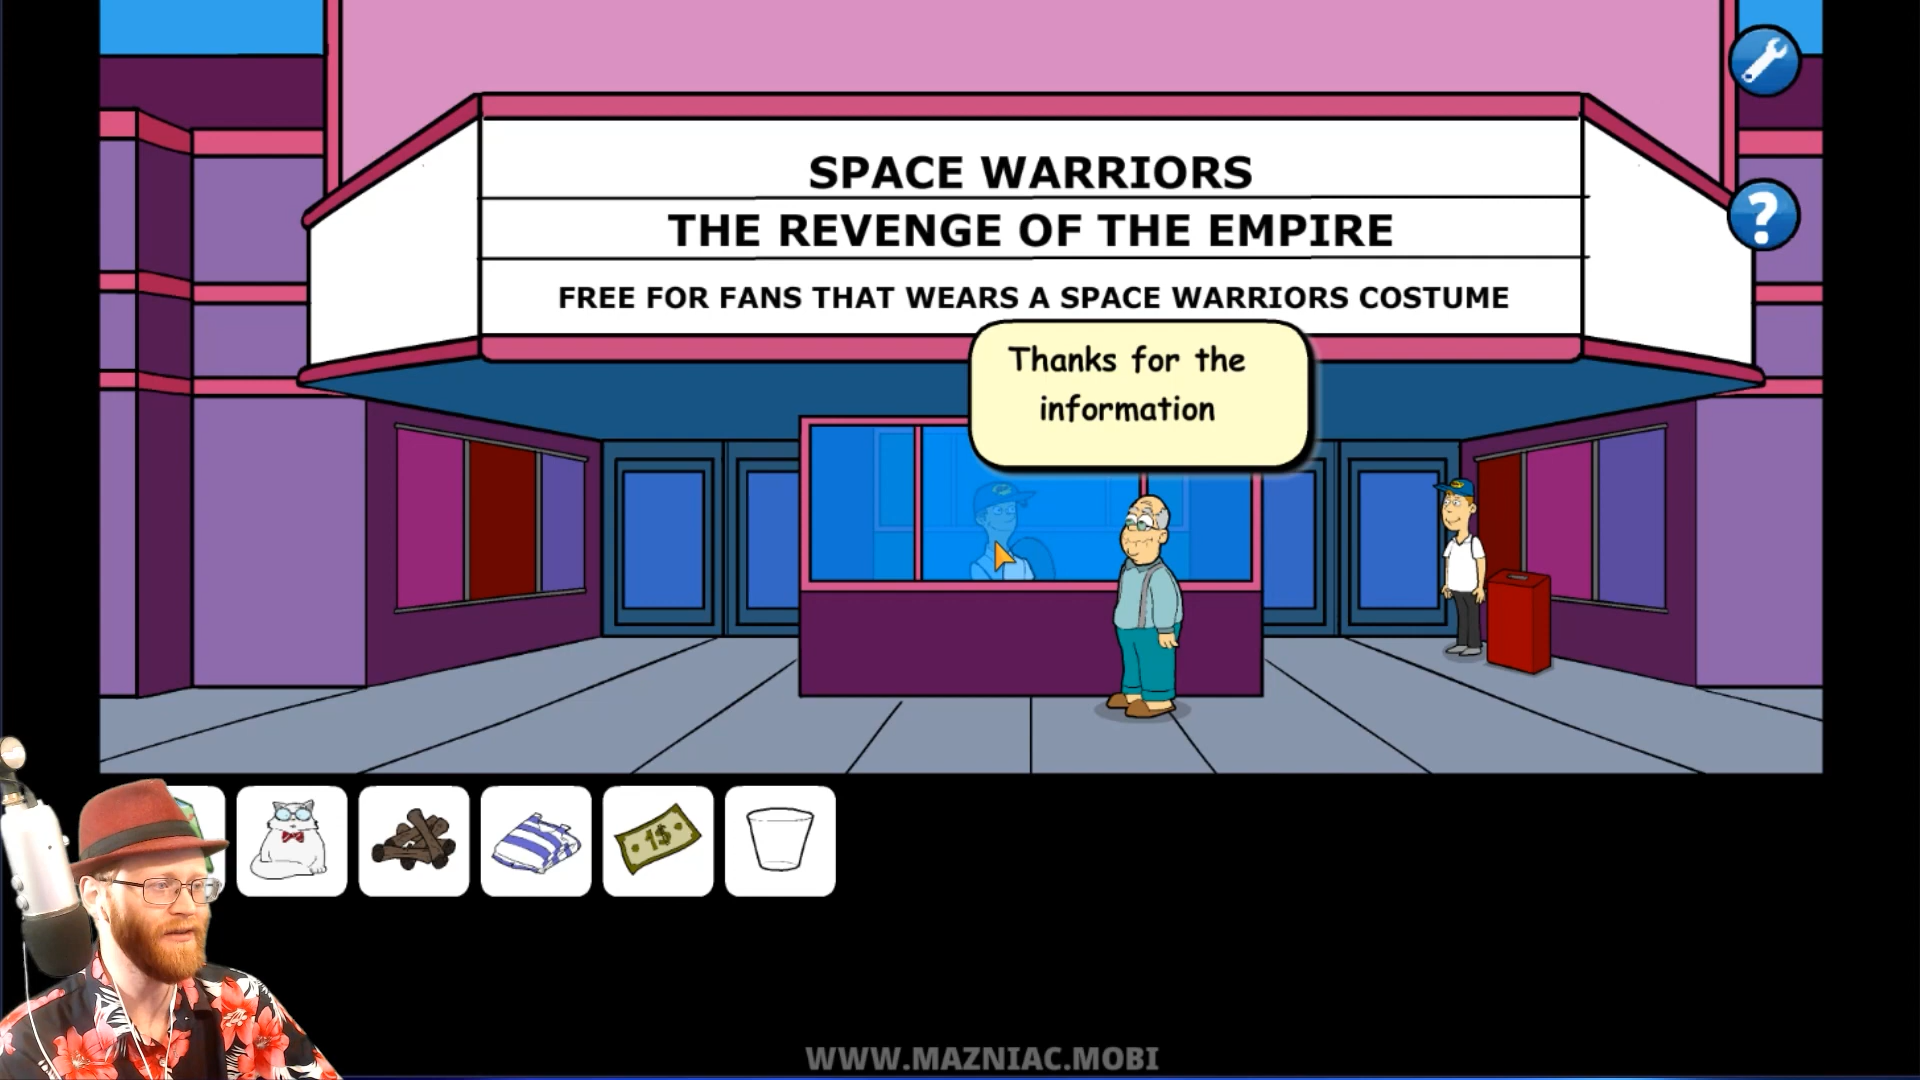 SPACE WARRIORS
THE REVENGE OF THE EMPIRE
FREE FOR FANS THAT WEARS A SPACE WARRIORS COSTUME
Thanks for the
information
?
1$
WWW.MAZNIAC.MOBI